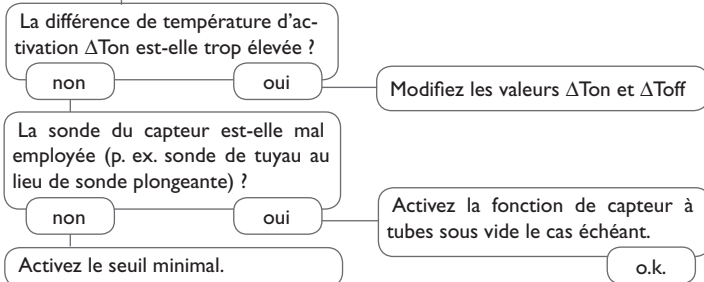 La différence de température d'ac-
tivation ΔTon est-elle trop élevée ?
non
oui
Modifiez les valeurs ΔTon et ΔToff
La sonde du capteur est-elle mal
employée (p. ex. sonde de tuyau au
lieu de sonde plongeante) ?
non
oui
Activez la fonction de capteur à
tubes sous vide le cas échéant.
o.k.
Activez le seuil minimal.